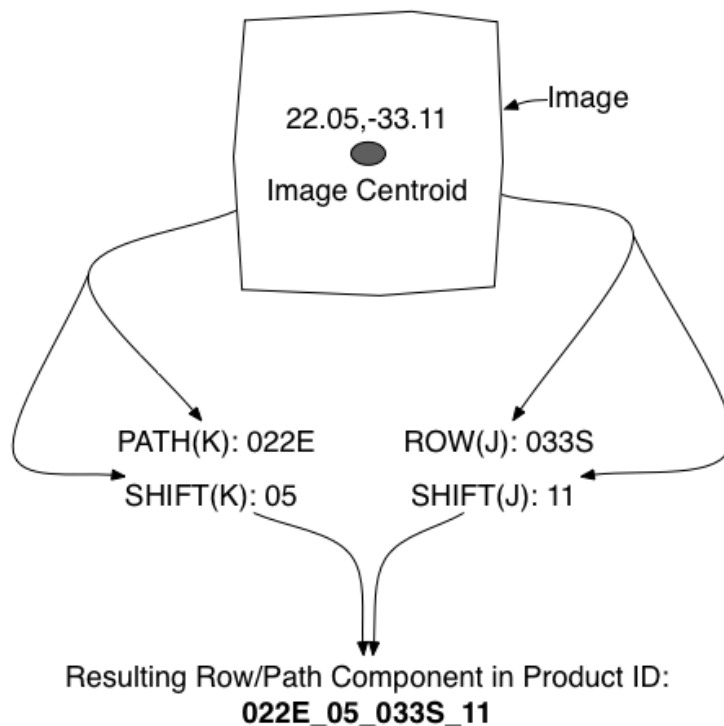 Image
22.05,-33.11
Image Centroid
PATH(K): 022E
ROW(J): 033S
SHIFT(K): 05
SHIFT(J): 11
Resulting Row/Path Component in Product ID:
022E_05_033S_11